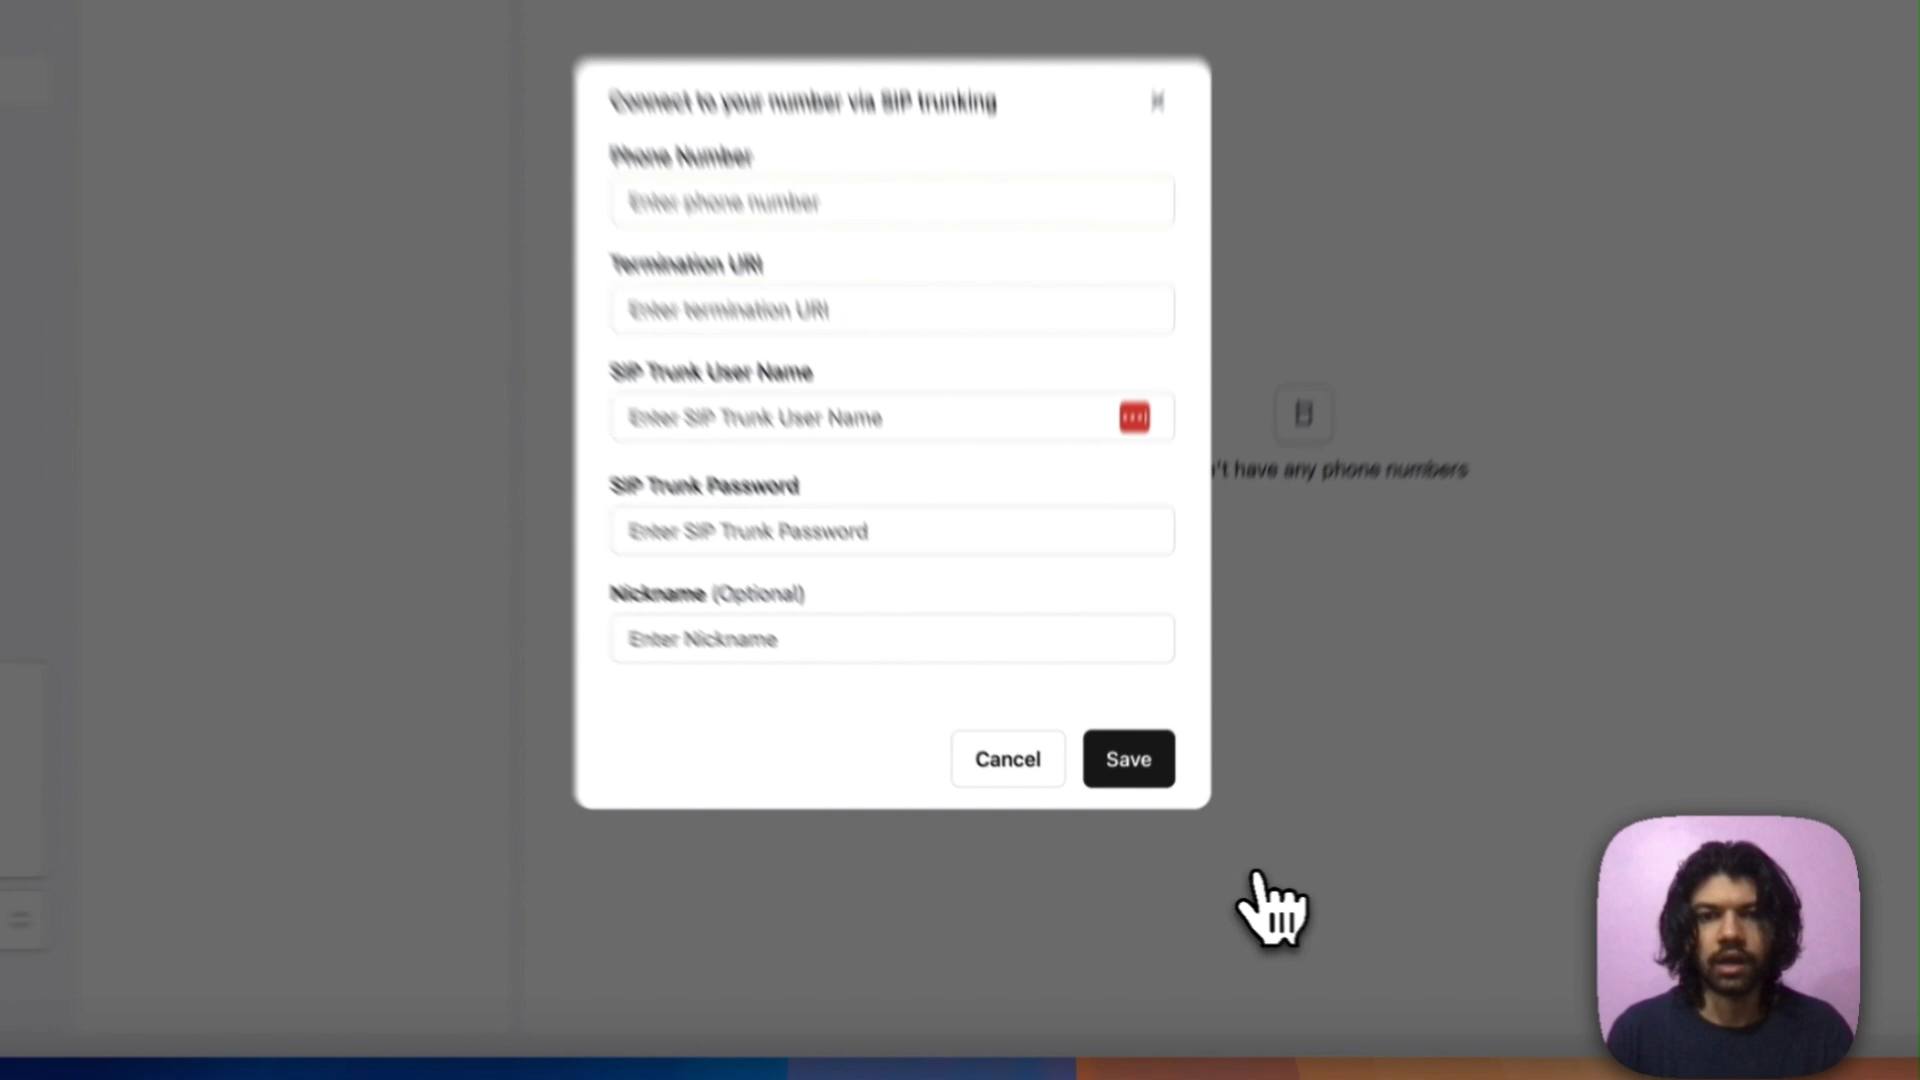 Connect to your number via SIP trunking
Phone Number
Enter phone number
Termination URI
Enter termination URI
SIP Trunk User Name
Enter SIP Trunk User Name
SIP Trunk Password
Enter SIP Trunk Password
Nickname (Optional)
Enter Nickname
Cancel
Save
't have any phone numbers